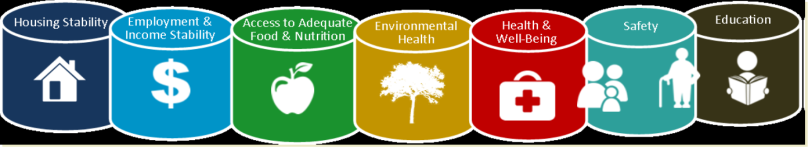 Housing Stability
Employment &
Income Stability
Access to Adequate
Food & Nutrition
Environmental
Health
Health &
Well-Being
Safety
Education
$